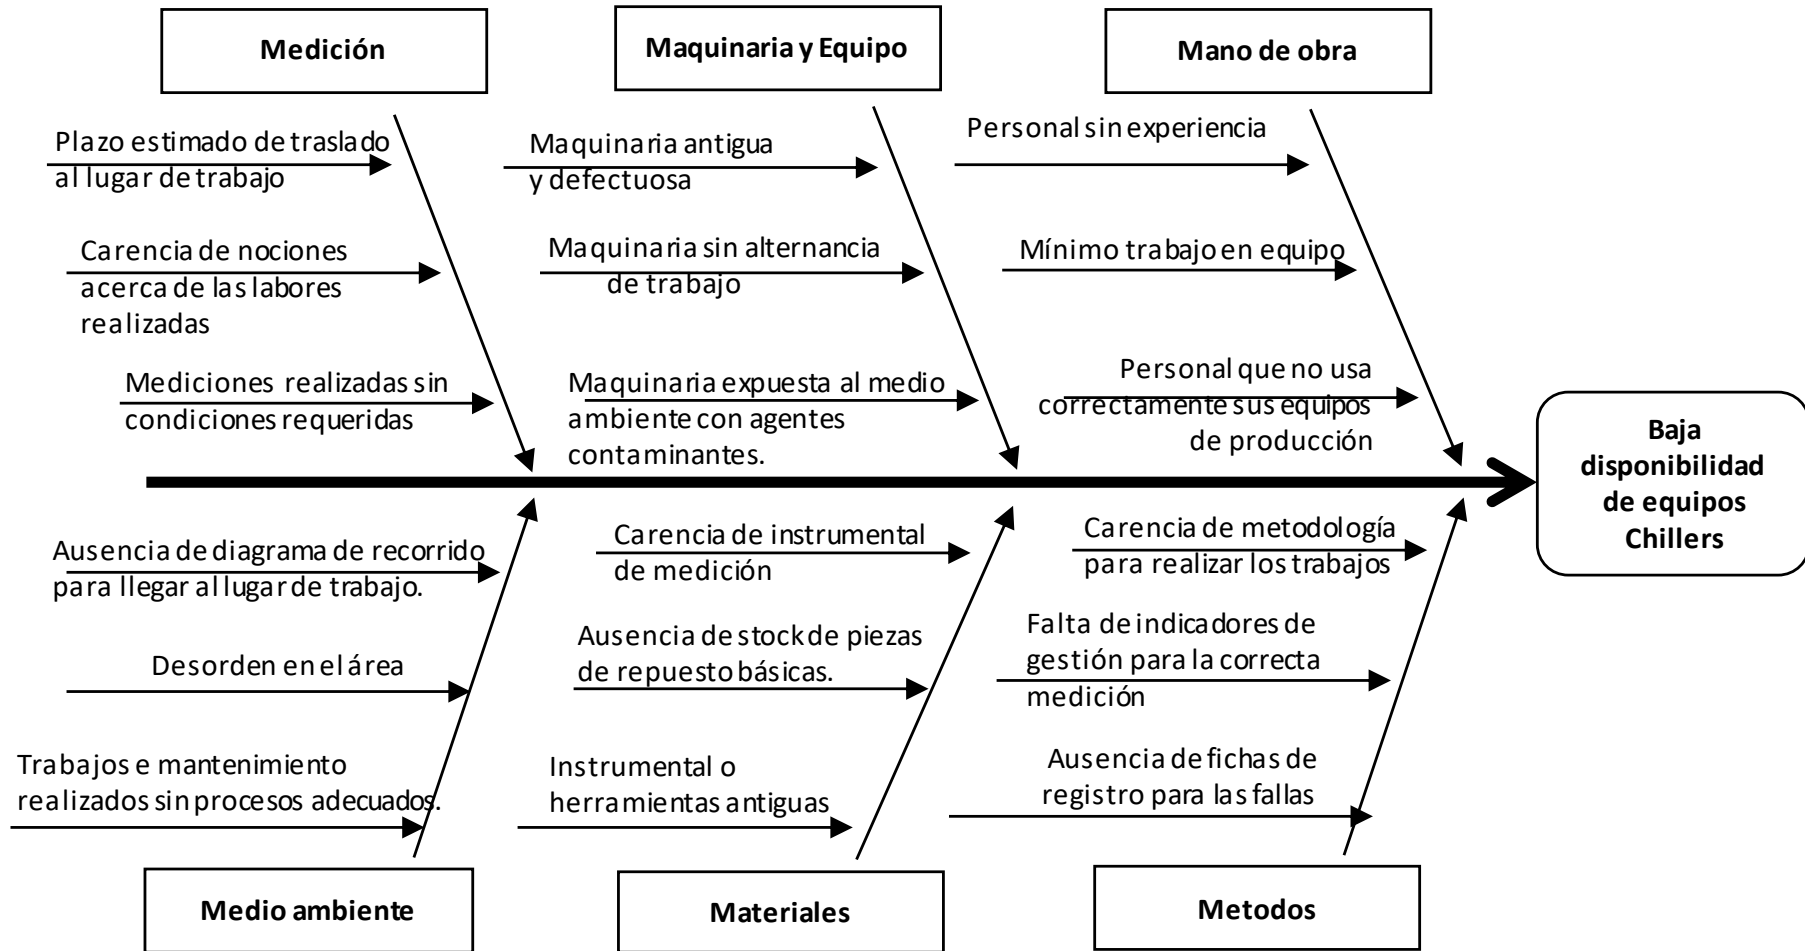 Medición
Maquinaria y Equipo
Mano de obra
Plazo estimado de traslado
al lugar de trabajo
Carencia de nociones
acerca de las labores
realizadas
Mediciones realizadas sin
condiciones requeridas
Maquinaria antigua
y defectuosa
Maquinaria sin alternancia
de trabajo
Maquinaria expuesta al medio
ambiente con agentes
contaminantes.
Personal sin experiencia
Mínimo trabajo en equipo
Personal que no usa
correctamente sus equipos
de producción
Baja
disponibilidad
de equipos
Chillers
Ausencia de diagrama de recorrido
para llegar al lugar de trabajo.
Desorden en el área
Trabajos e mantenimiento
realizados sin procesos adecuados.
Carencia de instrumental
de medición
Ausencia de stock de piezas
de repuesto básicas.
Instrumental o
herramientas antiguas
Carencia de metodología
para realizar los trabajos
Falta de indicadores de
gestión para la correcta
medición
Ausencia de fichas de
registro para las fallas
Medio ambiente
Materiales
Metodos